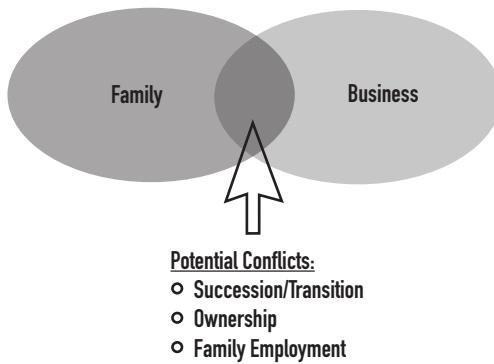 Family
Business
Potential Conflicts:
Succession/Transition
Ownership
Family Employment